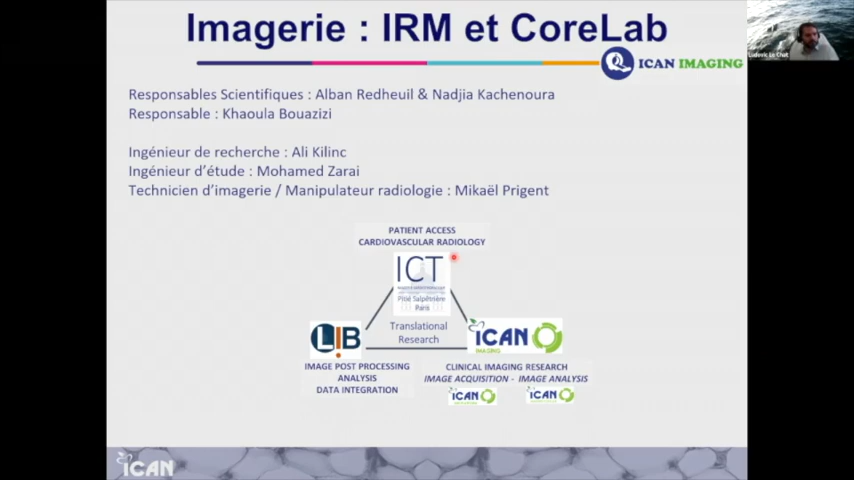 Imagerie : IRM et CoreLab
ICAN IMAGING
Ludovic Le Chat
Responsables Scientifiques : Alban Redheuil & Nadjia Kachenoura
Responsable : Khaoula Bouazizi
Ingénieur de recherche : Ali Kilinc
Ingénieur d'étude : Mohamed Zarai
Technicien d'imagerie / Manipulateur radiologie : Mikaël Prigent
PATIENT ACCESS
CARDIOVASCULAR RADIOLOGY
ICT
Pitié Salpêtrière
Paris
Translational
Research
LIB
iCAN
IMAGING
IMAGE POST PROCESSING
ANALYSIS
DATA INTEGRATION
CLINICAL IMAGING RESEARCH
IMAGE ACQUISITION - IMAGE ANALYSIS
iCAN
iCAN
iCAN